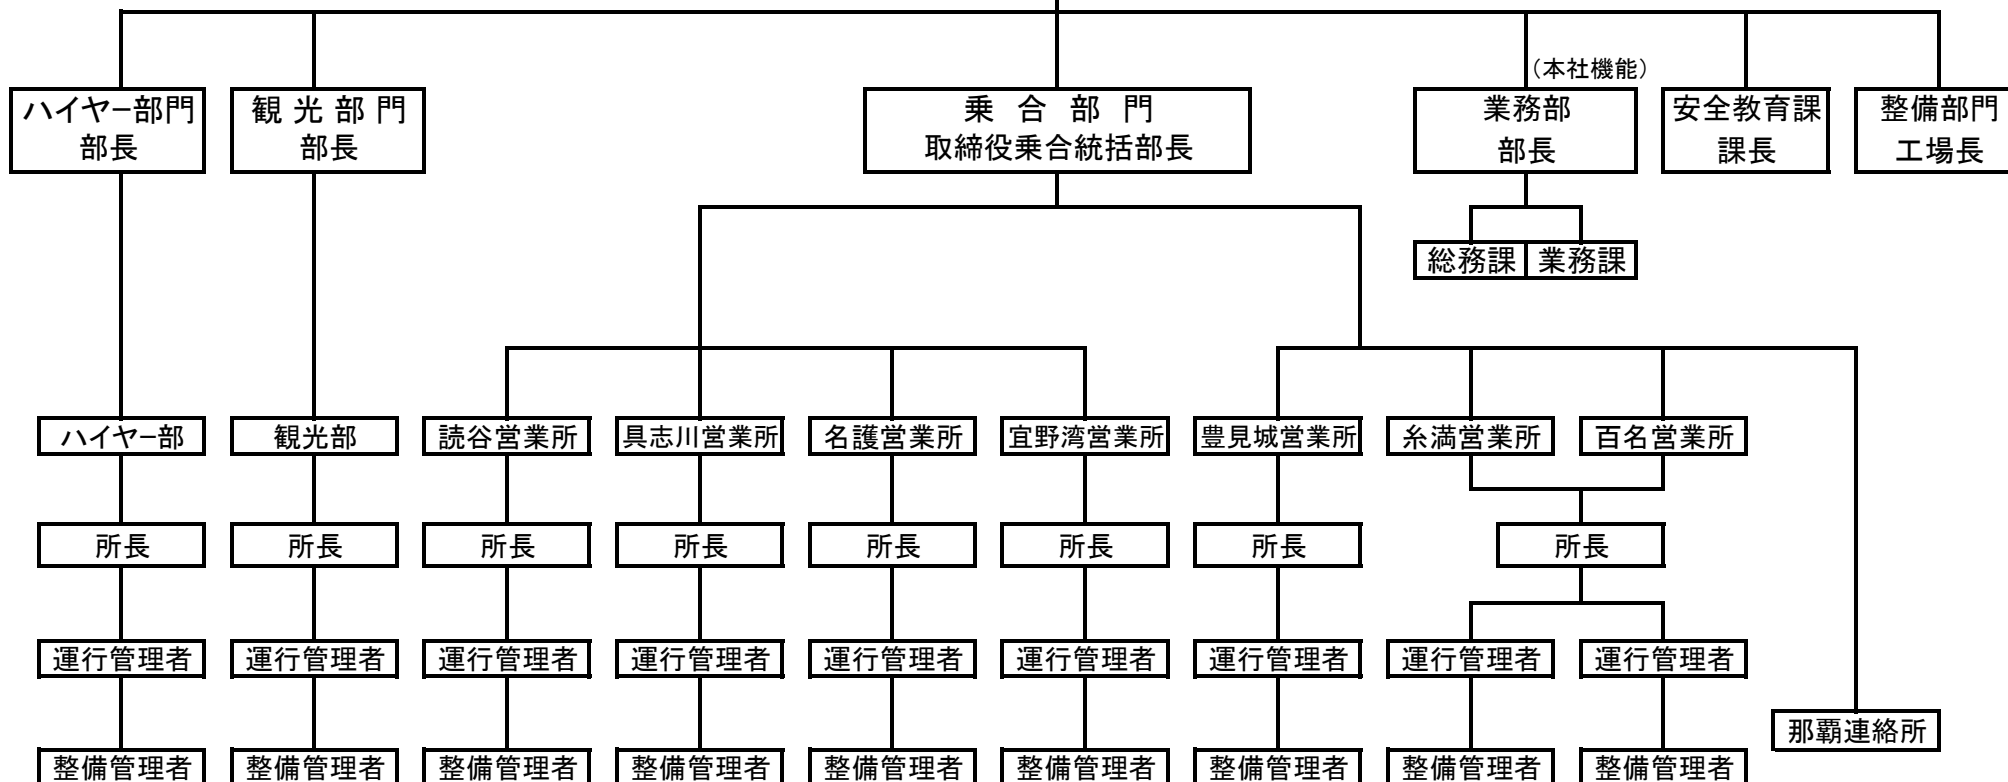 （本社機能）
ハイヤー部門
部長
観光部門
部長
乗合部門
取締役乗合統括部長
業務部
部長
安全教育課
課長
整備部門
工場長
総務課
業務課
ハイヤー部
観光部
読谷営業所
具志川営業所
名護営業所
宜野湾営業所
豊見城営業所
糸満営業所
百名営業所
所長
所長
所長
所長
所長
所長
所長
所長
運行管理者
運行管理者
運行管理者
運行管理者
運行管理者
運行管理者
運行管理者
運行管理者
運行管理者
那覇連絡所
整備管理者
整備管理者
整備管理者
整備管理者
整備管理者
整備管理者
整備管理者
整備管理者
整備管理者